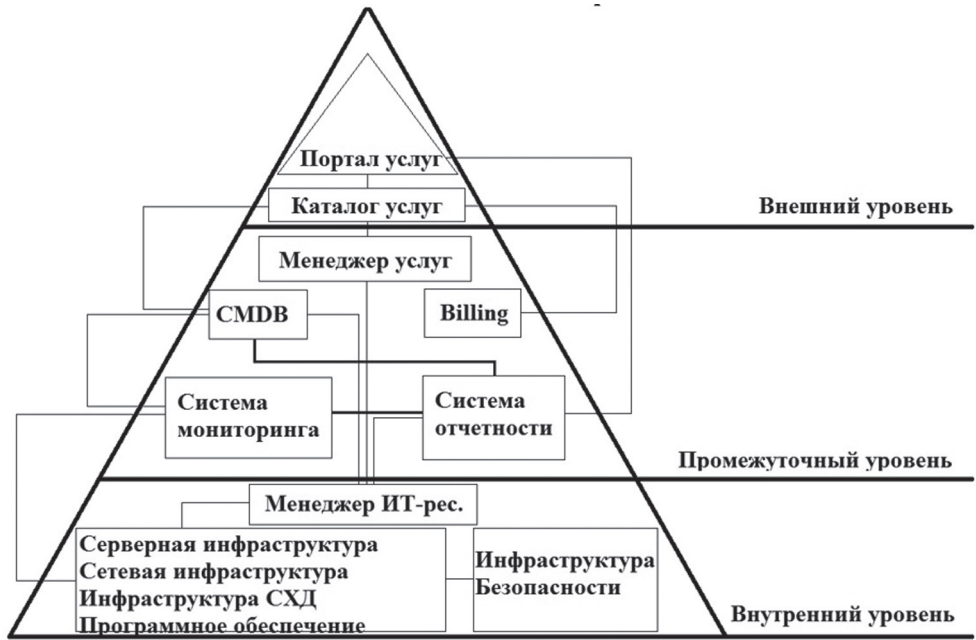 Портал услуг
Каталог услуг
Внешний уровень
Менеджер услуг
CMDB
Billing
Система
мониторинга
Система
отчетности
Промежуточный уровень
Менеджер ИТ-рес.
Серверная инфраструктура
Сетевая инфраструктура
Инфраструктура СХД
Программное обеспечение
Инфраструктура
Безопасности
Внутренний уровень